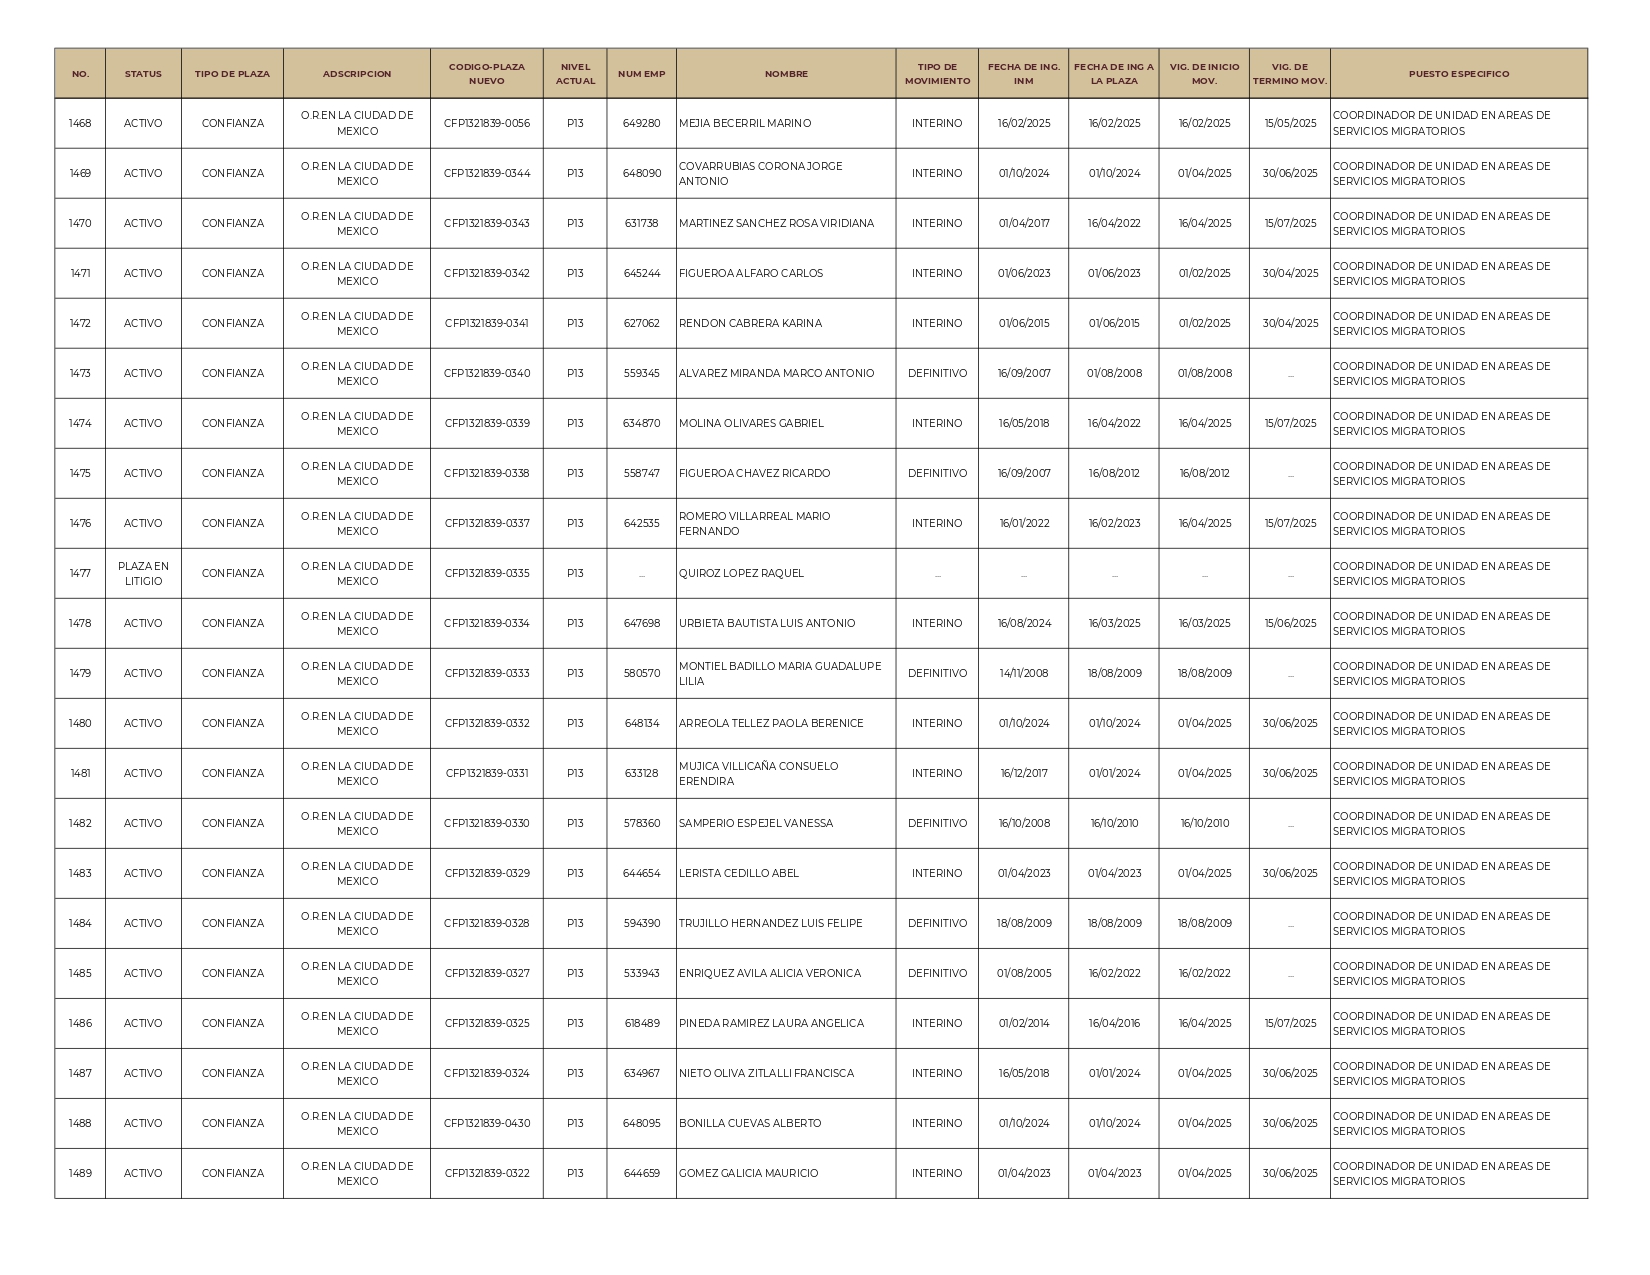 NO. STATUS TIPO DE PLAZA ADSCRIPCION CODIGO-PLAZA NUEVO NIVEL ACTUAL NUM EMP NOMBRE TIPO DE MOVIMIENTO FECHA DE ING. INM FECHA DE ING A LA PLAZA VIG. DE INICIO MOV. VIG. DE TERMINO MOV. PUESTO ESPECIFICO
1468 ACTIVO CONFIANZA O.R.EN LA CIUDAD DE MEXICO CFP1321839-0056 P13 649280 MEJIA BECERRIL MARINO INTERINO 16/02/2025 16/02/2025 16/02/2025 15/05/2025 COORDINADOR DE UNIDAD EN AREAS DE SERVICIOS MIGRATORIOS
1469 ACTIVO CONFIANZA O.R.EN LA CIUDAD DE MEXICO CFP1321839-0344 P13 648090 COVARRUBIAS CORONA JORGE ANTONIO INTERINO 01/10/2024 01/10/2024 01/04/2025 30/06/2025 COORDINADOR DE UNIDAD EN AREAS DE SERVICIOS MIGRATORIOS
1470 ACTIVO CONFIANZA O.R.EN LA CIUDAD DE MEXICO CFP1321839-0343 P13 631738 MARTINEZ SANCHEZ ROSA VIRIDIANA INTERINO 01/04/2017 16/04/2022 16/04/2025 15/07/2025 COORDINADOR DE UNIDAD EN AREAS DE SERVICIOS MIGRATORIOS
1471 ACTIVO CONFIANZA O.R.EN LA CIUDAD DE MEXICO CFP1321839-0342 P13 645244 FIGUEROA ALFARO CARLOS INTERINO 01/06/2023 01/06/2023 01/02/2025 30/04/2025 COORDINADOR DE UNIDAD EN AREAS DE SERVICIOS MIGRATORIOS
1472 ACTIVO CONFIANZA O.R.EN LA CIUDAD DE MEXICO CFP1321839-0341 P13 627062 RENDON CABRERA KARINA INTERINO 01/06/2015 01/06/2015 01/02/2025 30/04/2025 COORDINADOR DE UNIDAD EN AREAS DE SERVICIOS MIGRATORIOS
1473 ACTIVO CONFIANZA O.R.EN LA CIUDAD DE MEXICO CFP1321839-0340 P13 559345 ALVAREZ MIRANDA MARCO ANTONIO DEFINITIVO 16/09/2007 01/08/2008 01/08/2008 ... COORDINADOR DE UNIDAD EN AREAS DE SERVICIOS MIGRATORIOS
1474 ACTIVO CONFIANZA O.R.EN LA CIUDAD DE MEXICO CFP1321839-0339 P13 634870 MOLINA OLIVARES GABRIEL INTERINO 16/05/2018 16/04/2022 16/04/2025 15/07/2025 COORDINADOR DE UNIDAD EN AREAS DE SERVICIOS MIGRATORIOS
1475 ACTIVO CONFIANZA O.R.EN LA CIUDAD DE MEXICO CFP1321839-0338 P13 558747 FIGUEROA CHAVEZ RICARDO DEFINITIVO 16/09/2007 16/08/2012 16/08/2012 ... COORDINADOR DE UNIDAD EN AREAS DE SERVICIOS MIGRATORIOS
1476 ACTIVO CONFIANZA O.R.EN LA CIUDAD DE MEXICO CFP1321839-0337 P13 642535 ROMERO VILLARREAL MARIO FERNANDO INTERINO 16/01/2022 16/02/2023 16/04/2025 15/07/2025 COORDINADOR DE UNIDAD EN AREAS DE SERVICIOS MIGRATORIOS
1477 PLAZA EN LITIGIO CONFIANZA O.R.EN LA CIUDAD DE MEXICO CFP1321839-0335 P13 ... QUIROZ LOPEZ RAQUEL ... ... ... ... ... COORDINADOR DE UNIDAD EN AREAS DE SERVICIOS MIGRATORIOS
1478 ACTIVO CONFIANZA O.R.EN LA CIUDAD DE MEXICO CFP1321839-0334 P13 647698 URBIETA BAUTISTA LUIS ANTONIO INTERINO 16/08/2024 16/03/2025 16/03/2025 15/06/2025 COORDINADOR DE UNIDAD EN AREAS DE SERVICIOS MIGRATORIOS
1479 ACTIVO CONFIANZA O.R.EN LA CIUDAD DE MEXICO CFP1321839-0333 P13 580570 MONTIEL BADILLO MARIA GUADALUPE LILIA DEFINITIVO 14/11/2008 18/08/2009 18/08/2009 ... COORDINADOR DE UNIDAD EN AREAS DE SERVICIOS MIGRATORIOS
1480 ACTIVO CONFIANZA O.R.EN LA CIUDAD DE MEXICO CFP1321839-0332 P13 648134 ARREOLA TELLEZ PAOLA BERENICE INTERINO 01/10/2024 01/10/2024 01/04/2025 30/06/2025 COORDINADOR DE UNIDAD EN AREAS DE SERVICIOS MIGRATORIOS
1481 ACTIVO CONFIANZA O.R.EN LA CIUDAD DE MEXICO CFP1321839-0331 P13 633128 MUJICA VILLICAÑA CONSUELO ERENDIRA INTERINO 16/12/2017 01/01/2024 01/04/2025 30/06/2025 COORDINADOR DE UNIDAD EN AREAS DE SERVICIOS MIGRATORIOS
1482 ACTIVO CONFIANZA O.R.EN LA CIUDAD DE MEXICO CFP1321839-0330 P13 578360 SAMPERIO ESPEJEL VANESSA DEFINITIVO 16/10/2008 16/10/2010 16/10/2010 ... COORDINADOR DE UNIDAD EN AREAS DE SERVICIOS MIGRATORIOS
1483 ACTIVO CONFIANZA O.R.EN LA CIUDAD DE MEXICO CFP1321839-0329 P13 644654 LERISTA CEDILLO ABEL INTERINO 01/04/2023 01/04/2023 01/04/2025 30/06/2025 COORDINADOR DE UNIDAD EN AREAS DE SERVICIOS MIGRATORIOS
1484 ACTIVO CONFIANZA O.R.EN LA CIUDAD DE MEXICO CFP1321839-0328 P13 594390 TRUJILLO HERNANDEZ LUIS FELIPE DEFINITIVO 18/08/2009 18/08/2009 18/08/2009 ... COORDINADOR DE UNIDAD EN AREAS DE SERVICIOS MIGRATORIOS
1485 ACTIVO CONFIANZA O.R.EN LA CIUDAD DE MEXICO CFP1321839-0327 P13 533943 ENRIQUEZ AVILA ALICIA VERONICA DEFINITIVO 01/08/2005 16/02/2022 16/02/2022 ... COORDINADOR DE UNIDAD EN AREAS DE SERVICIOS MIGRATORIOS
1486 ACTIVO CONFIANZA O.R.EN LA CIUDAD DE MEXICO CFP1321839-0325 P13 618489 PINEDA RAMIREZ LAURA ANGELICA INTERINO 01/02/2014 16/04/2016 16/04/2025 15/07/2025 COORDINADOR DE UNIDAD EN AREAS DE SERVICIOS MIGRATORIOS
1487 ACTIVO CONFIANZA O.R.EN LA CIUDAD DE MEXICO CFP1321839-0324 P13 634967 NIETO OLIVA ZITLALLI FRANCISCA INTERINO 16/05/2018 01/01/2024 01/04/2025 30/06/2025 COORDINADOR DE UNIDAD EN AREAS DE SERVICIOS MIGRATORIOS
1488 ACTIVO CONFIANZA O.R.EN LA CIUDAD DE MEXICO CFP1321839-0430 P13 648095 BONILLA CUEVAS ALBERTO INTERINO 01/10/2024 01/10/2024 01/04/2025 30/06/2025 COORDINADOR DE UNIDAD EN AREAS DE SERVICIOS MIGRATORIOS
1489 ACTIVO CONFIANZA O.R.EN LA CIUDAD DE MEXICO CFP1321839-0322 P13 644659 GOMEZ GALICIA MAURICIO INTERINO 01/04/2023 01/04/2023 01/04/2025 30/06/2025 COORDINADOR DE UNIDAD EN AREAS DE SERVICIOS MIGRATORIOS